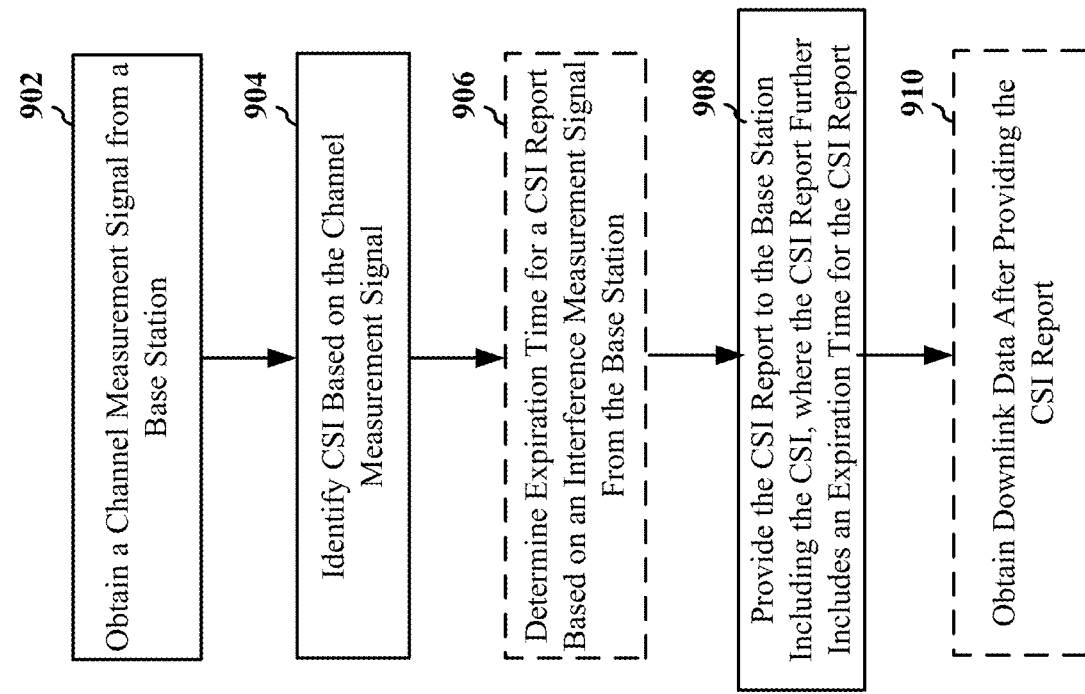 902
Obtain a Channel Measurement Signal from a
Base Station
904
Identify CSI Based on the Channel
Measurement Signal
906
Determine Expiration Time for a CSI Report
Based on an Interference Measurement Signal
From the Base Station
908
Provide the CSI Report to the Base Station
Including the CSI, where the CSI Report Further
Includes an Expiration Time for the CSI Report
910
Obtain Downlink Data After Providing the
CSI Report